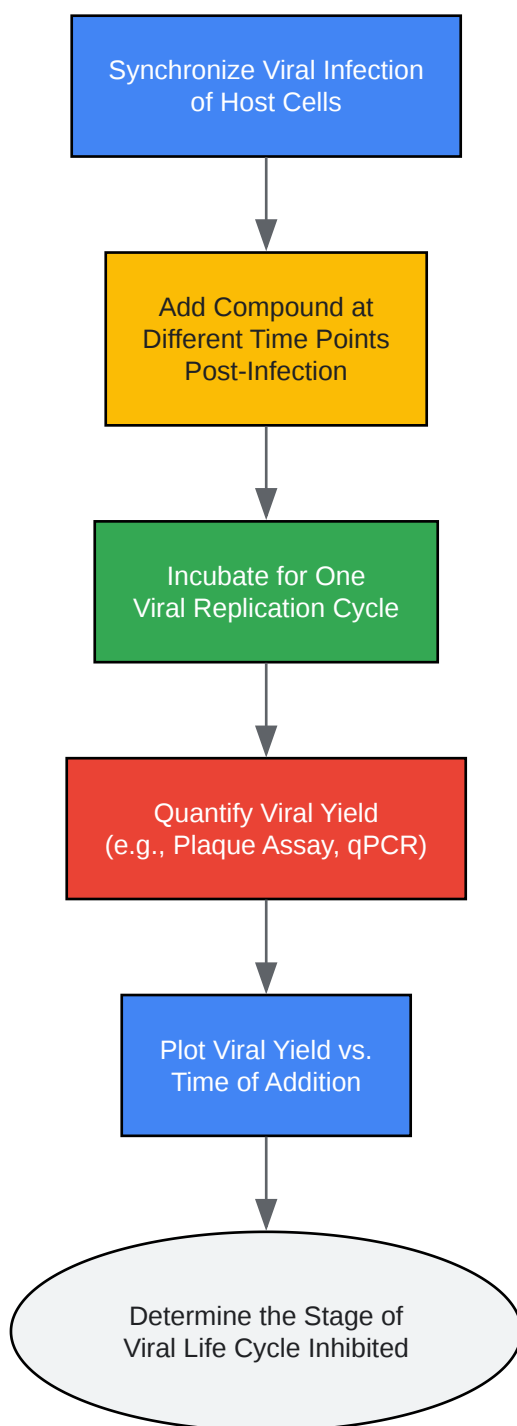 Synchronize Viral Infection
of Host Cells
Add Compound at
Different Time Points
Post-Infection
Incubate for One
Viral Replication Cycle
Quantify Viral Yield
(e.g., Plaque Assay, qPCR)
Plot Viral Yield vs.
Time of Addition
Determine the Stage of
Viral Life Cycle Inhibited